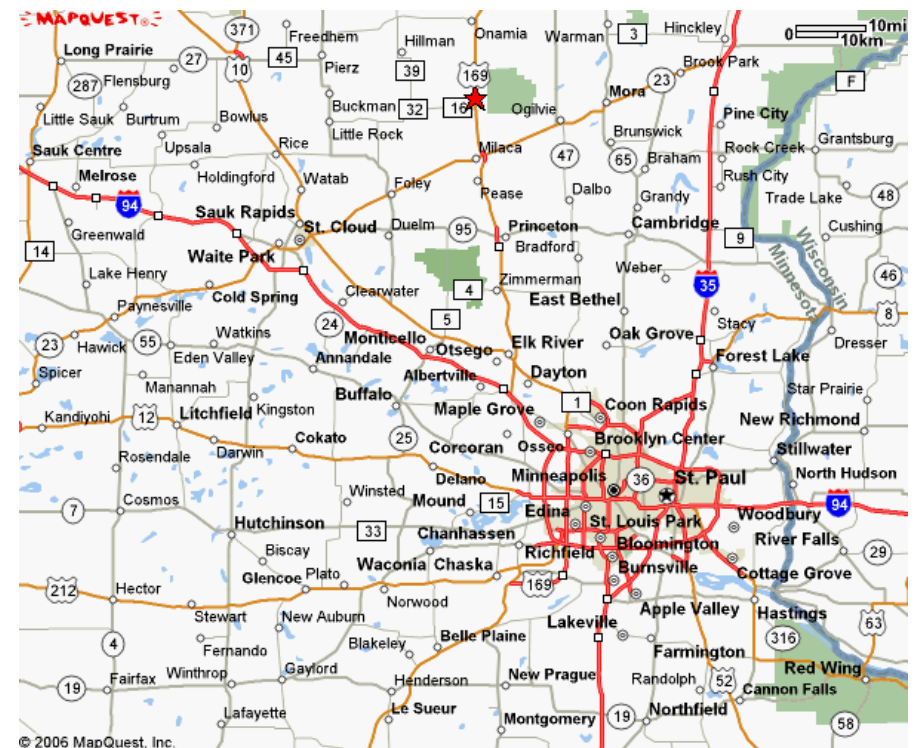 MAPQUEST
371
Freedhem
Hillman
Onamia
Warman
3
Hinckley
10mi
0
10km
Long Prairie
27
45
10
Pierz
39
169
23
Brook Park
F
287
Flensburg
Buckman
32
16
Ogilvie
Mora
Little Sauk
Burtrum
Bowlus
Little Rock
Pine City
Brunswick
Grantsburg
Sauk Centre
Upsala
Rice
Milaca
47
65
Braham
Rock Creek
Melrose
Holdingford
Watab
Foley
Pease
Dalbo
Grandy
Rush City
Trade Lake
48
94
Sauk Rapids
St. Cloud
Duelm
95
Princeton
Cambridge
9
Cushing
Greenwald
Bradford
14
Waite Park
Wisconsin
Minnesota
Lake Henry
4
Zimmerman
Weber
35
46
Cold Spring
Clearwater
East Bethel
Paynesville
24
5
Stacy
8
23
55
Watkins
Monticello
Otsego
Elk River
Oak Grove
Hawick
Eden Valley
Annandale
Forest Lake
Dresser
Spicer
Manannah
Albertville
Dayton
Star Prairie
Buffalo
1
Coon Rapids
Kandiyohi
12
Litchfield
Kingston
Maple Grove
New Richmond
25
Corcoran
Osseo
Brooklyn Center
Stillwater
Rosendale
Darwin
Cokato
Delano
Minneapolis
36
St. Paul
North Hudson
7
Cosmos
Winsted
Mound
15
94
Edina
St. Louis Park
Woodbury
Hutchinson
33
Chanhassen
River Falls
Richfield
Bloomington
29
Biscay
Waconia
Chaska
Burnsville
Cottage Grove
212
Hector
Glencoe
Plato
169
Norwood
Apple Valley
Hastings
Stewart
New Auburn
Lakeville
63
4
Fernando
Blakeley
Belle Plaine
Farmington
316
Winthrop
Gaylord
Red Wing
19
Fairfax
Henderson
New Prague
Randolph
52
Cannon Falls
Lafayette
Le Sueur
Montgomery
19
Northfield
58
© 2006 MapQuest, Inc.